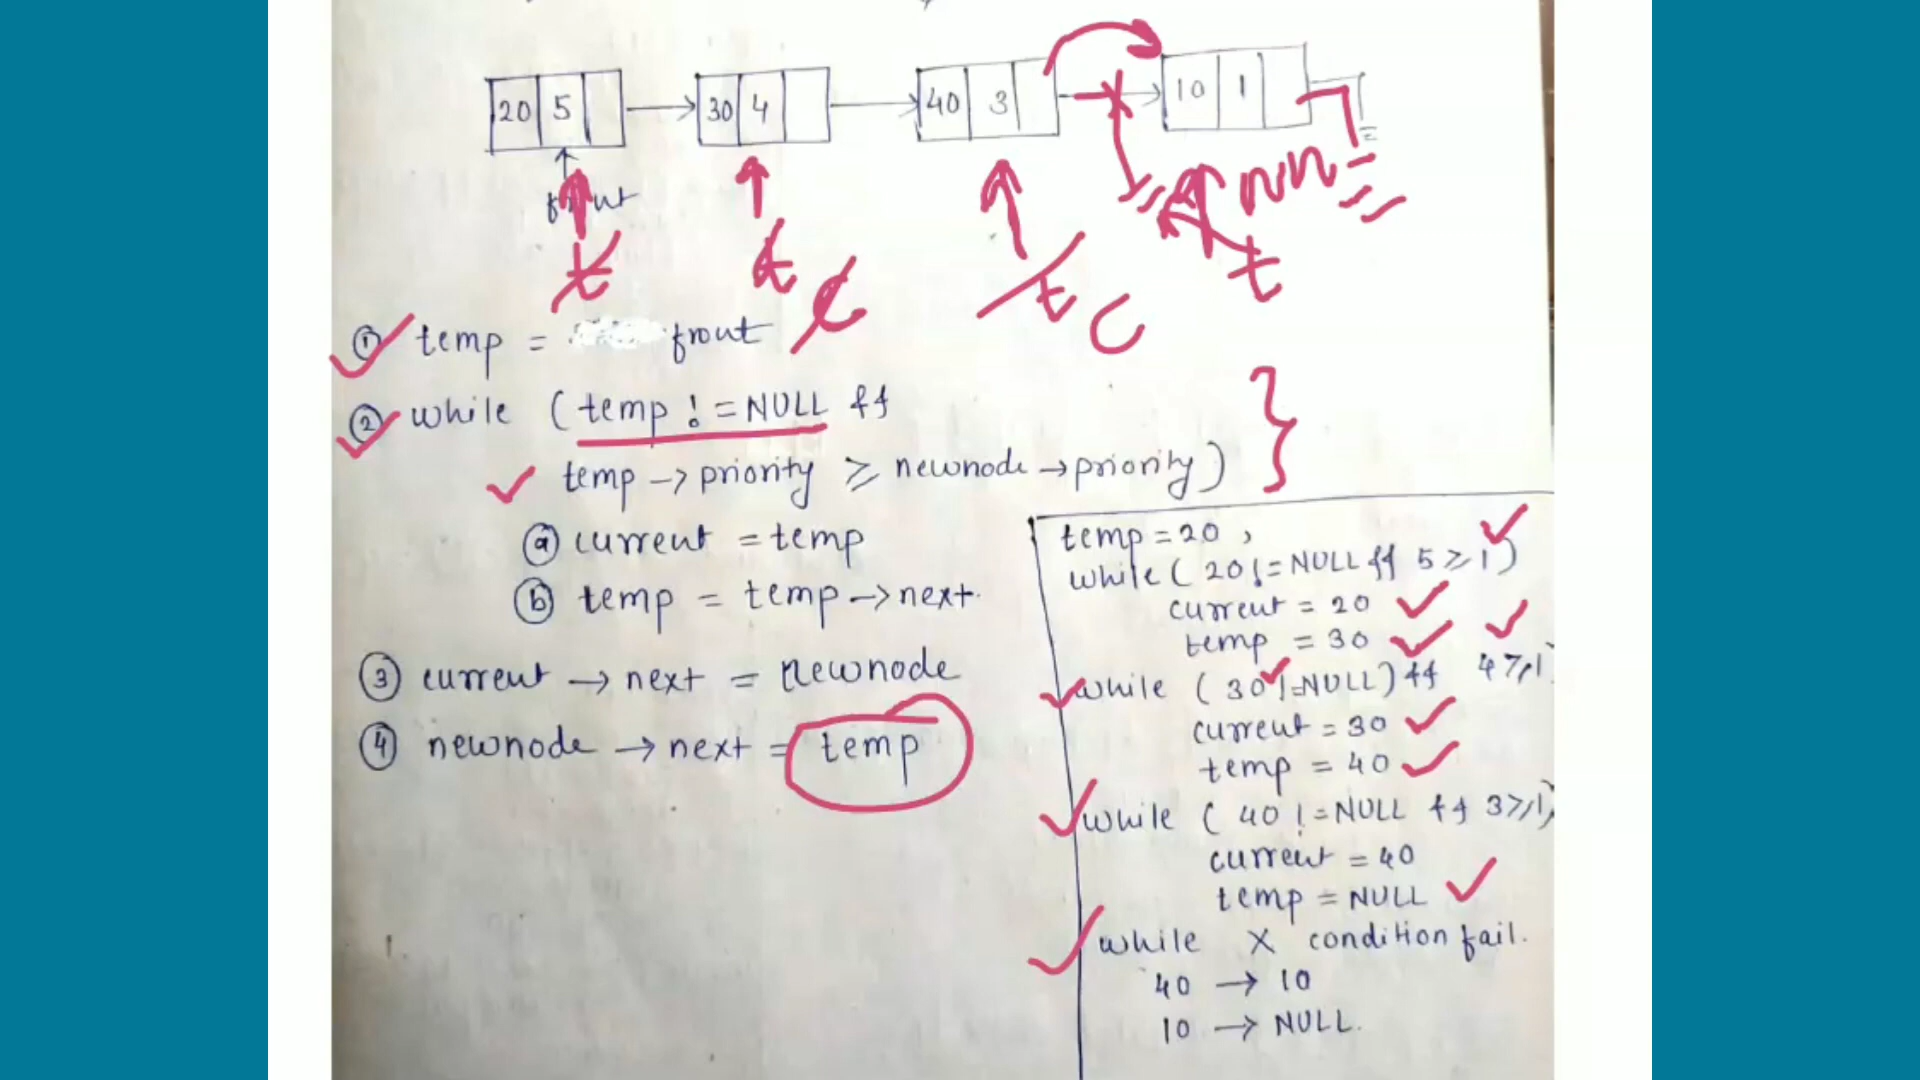 20 5 30 4 40 3 10 1
front
nn
t t t t
c c
① temp = front
② while (temp != NULL &&
temp -> priority ≥ newnode -> priority)
ⓐ current = temp
ⓑ temp = temp -> next.
③ current -> next = newnode
④ newnode -> next = temp
temp = 20 ,
while ( 20 != NULL && 5 ≥ 1)
current = 20
temp = 30
while ( 30 != NULL) && 4 ≥ 1)
current = 30
temp = 40
while ( 40 != NULL && 3 ≥ 1)
current = 40
temp = NULL
while X condition fail.
40 -> 10
10 -> NULL.